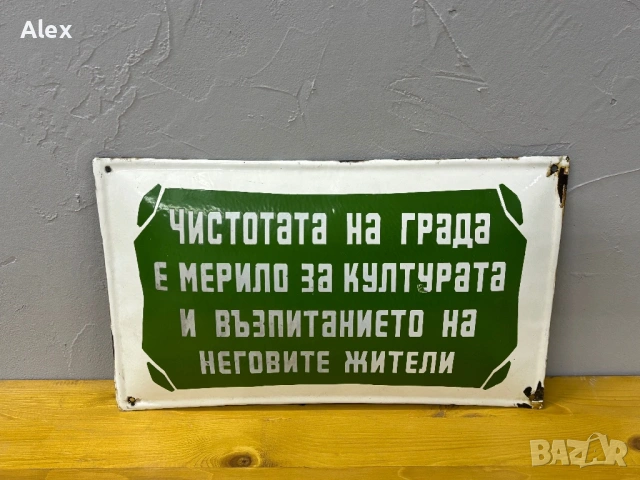 Alex
ЧИСТОТАТА НА ГРАДА
Е МЕРИЛО ЗА КУЛТУРАТА
И ВЪЗПИТАНИЕТО НА
НЕГОВИТЕ ЖИТЕЛИ
BAZAR